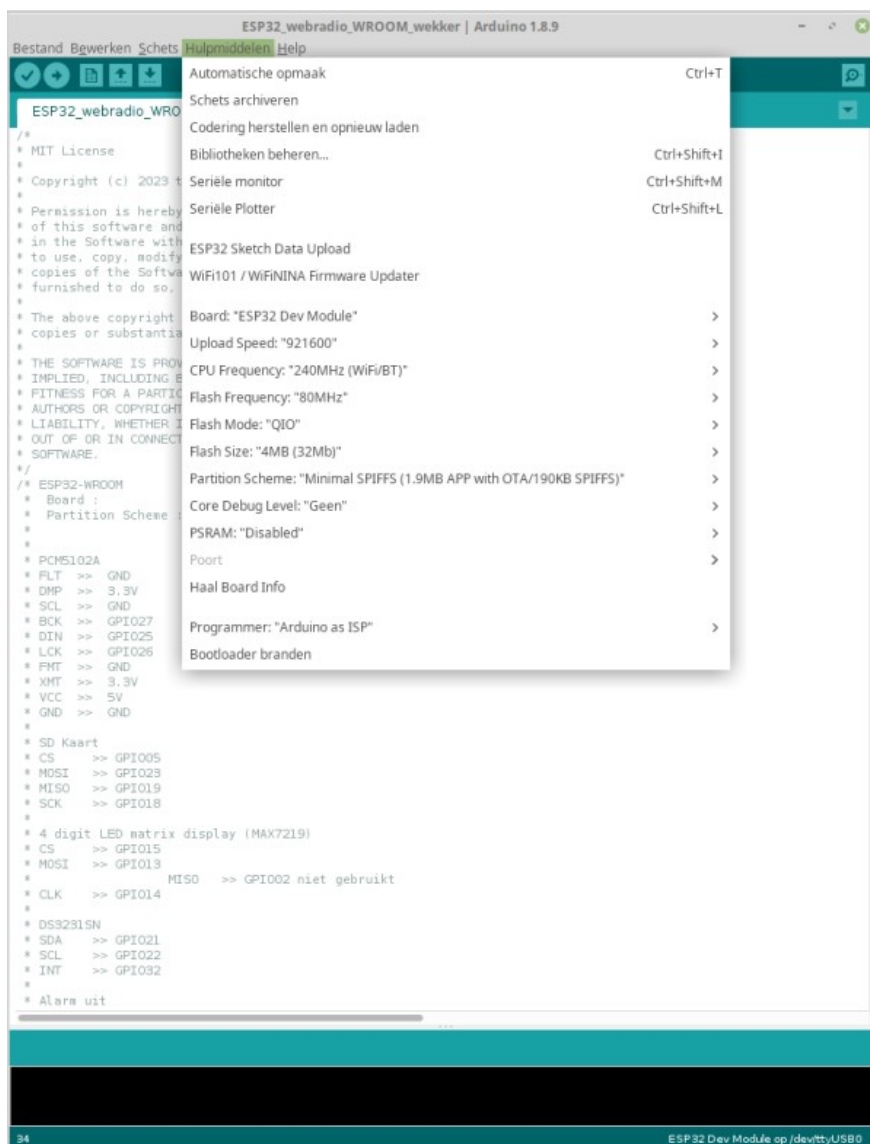 ESP32_webradio_WROOM_wekker | Arduino 1.8.9
Bestand Bewerken Schets Hulpmiddelen Help
ESP32_webradio_WRO
Automatische opmaak Ctrl+T
Schets archiveren
Codering herstellen en opnieuw laden
Bibliotheken beheren... Ctrl+Shift+I
Seriële monitor Ctrl+Shift+M
Seriële Plotter Ctrl+Shift+L
ESP32 Sketch Data Upload
WiFi101 / WiFiNINA Firmware Updater
Board: "ESP32 Dev Module" >
Upload Speed: "921600" >
CPU Frequency: "240MHz (WiFi/BT)" >
Flash Frequency: "80MHz" >
Flash Mode: "QIO" >
Flash Size: "4MB (32Mb)" >
Partition Scheme: "Minimal SPIFFS (1.9MB APP with OTA/190KB SPIFFS)" >
Core Debug Level: "Geen" >
PSRAM: "Disabled" >
Poort >
Haal Board Info
Programmer: "Arduino as ISP" >
Bootloader branden
/*
* MIT License
*
* Copyright (c) 2023 t
*
* Permission is hereby
* of this software and
* in the Software with
* to use, copy, modify
* copies of the Softwa
* furnished to do so,
*
* The above copyright
* copies or substantia
*
* THE SOFTWARE IS PROV
* IMPLIED, INCLUDING B
* FITNESS FOR A PARTIC
* AUTHORS OR COPYRIGHT
* LIABILITY, WHETHER I
* OUT OF OR IN CONNECT
* SOFTWARE.
*/
/* ESP32-WROOM
* Board :
* Partition Scheme :
*
*
* PCM5102A
* FLT >> GND
* DMP >> 3.3V
* SCL >> GND
* BCK >> GPIO27
* DIN >> GPIO25
* LCK >> GPIO26
* FMT >> GND
* XMT >> 3.3V
* VCC >> 5V
* GND >> GND
*
* SD Kaart
* CS >> GPIO05
* MOSI >> GPIO23
* MISO >> GPIO19
* SCK >> GPIO18
*
* 4 digit LED matrix display (MAX7219)
* CS >> GPIO15
* MOSI >> GPIO13
* MISO >> GPIO02 niet gebruikt
* CLK >> GPIO14
*
* DS3231SN
* SDA >> GPIO21
* SCL >> GPIO22
* INT >> GPIO32
*
* Alarm uit
34 ESP32 Dev Module op /dev/ttyUSB0